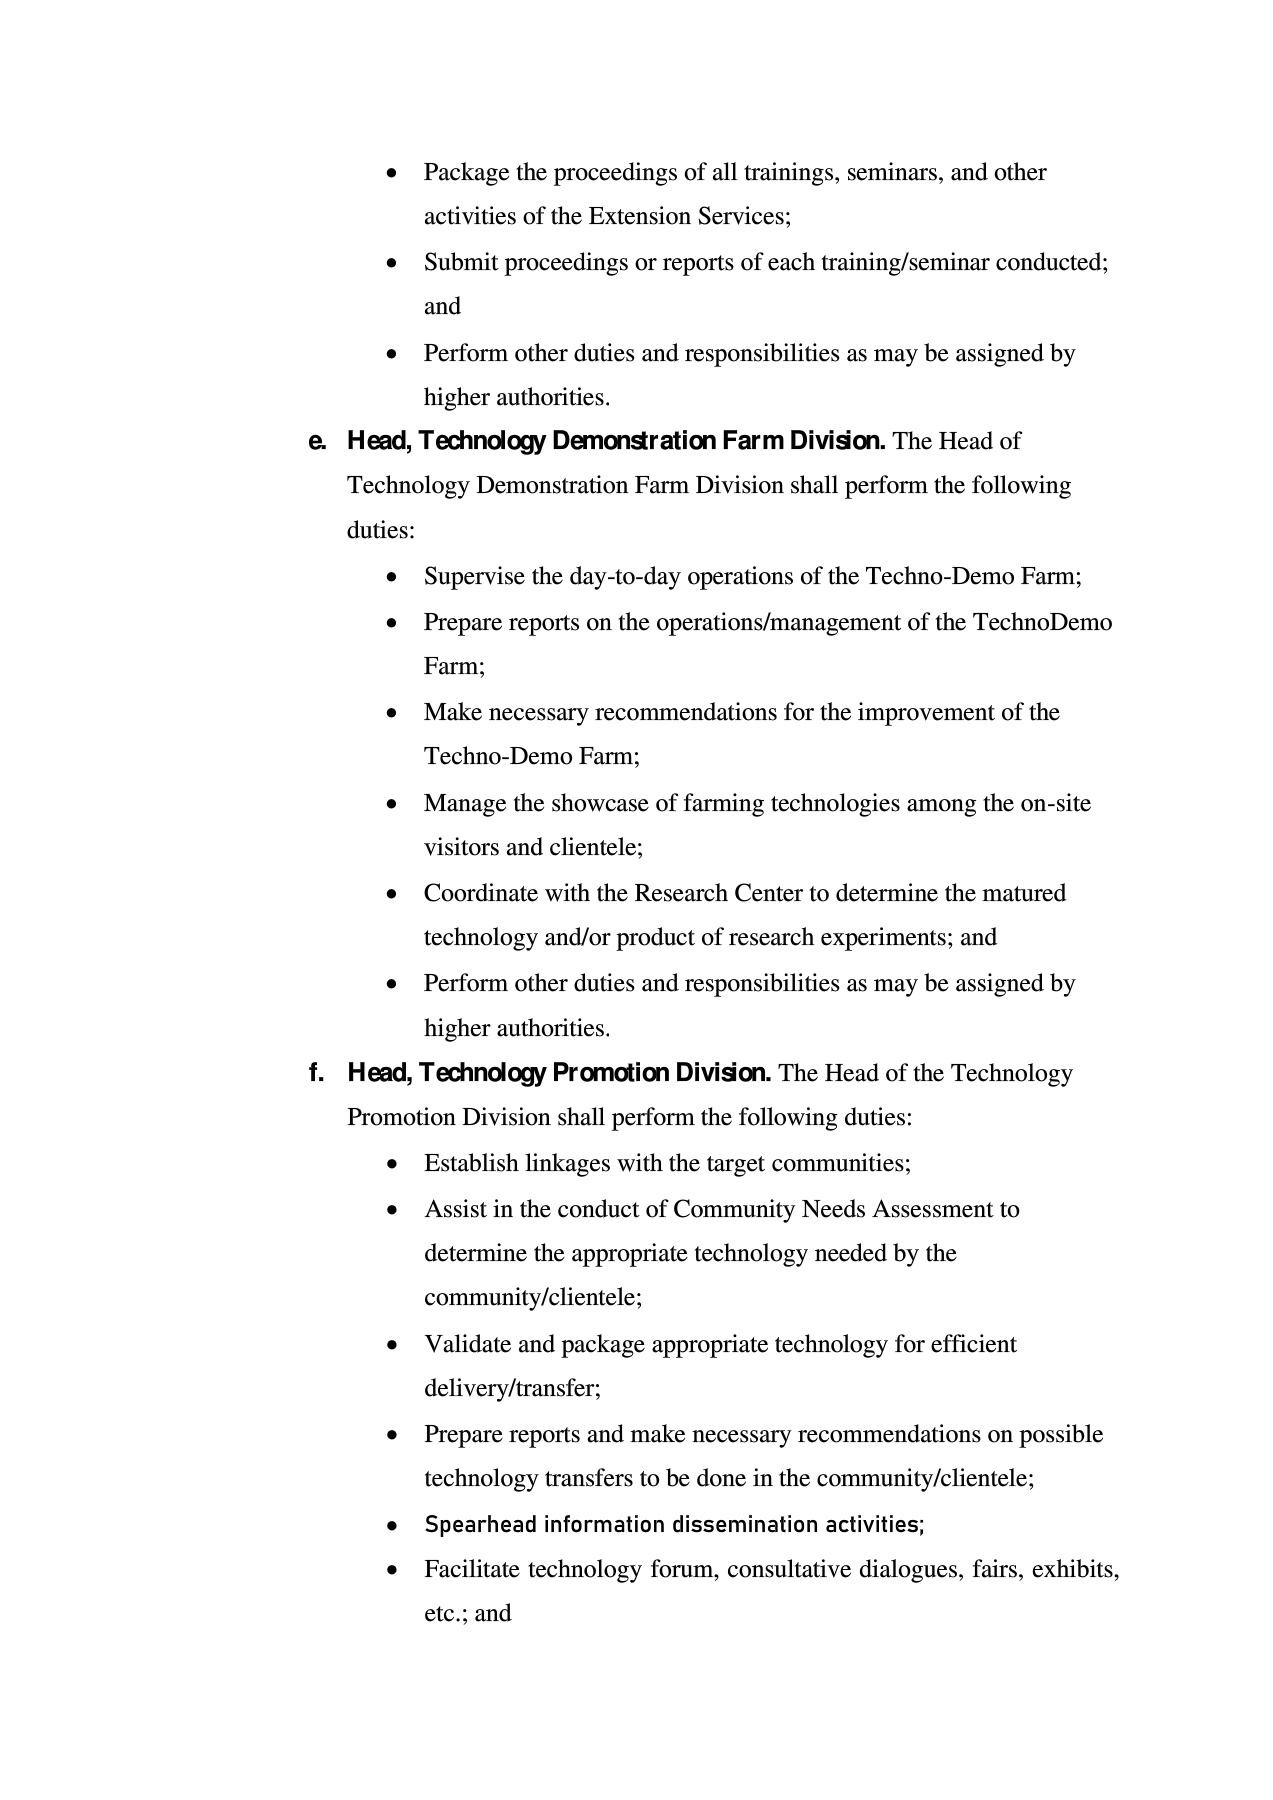 • Package the proceedings of all trainings, seminars, and other
activities of the Extension Services;
• Submit proceedings or reports of each training/seminar conducted;
and
• Perform other duties and responsibilities as may be assigned by
higher authorities.
e. Head, Technology Demonstration Farm Division. The Head of
Technology Demonstration Farm Division shall perform the following
duties:
• Supervise the day-to-day operations of the Techno-Demo Farm;
• Prepare reports on the operations/management of the TechnoDemo
Farm;
• Make necessary recommendations for the improvement of the
Techno-Demo Farm;
• Manage the showcase of farming technologies among the on-site
visitors and clientele;
• Coordinate with the Research Center to determine the matured
technology and/or product of research experiments; and
• Perform other duties and responsibilities as may be assigned by
higher authorities.
f. Head, Technology Promotion Division. The Head of the Technology
Promotion Division shall perform the following duties:
• Establish linkages with the target communities;
• Assist in the conduct of Community Needs Assessment to
determine the appropriate technology needed by the
community/clientele;
• Validate and package appropriate technology for efficient
delivery/transfer;
• Prepare reports and make necessary recommendations on possible
technology transfers to be done in the community/clientele;
• Spearhead information dissemination activities;
• Facilitate technology forum, consultative dialogues, fairs, exhibits,
etc.; and